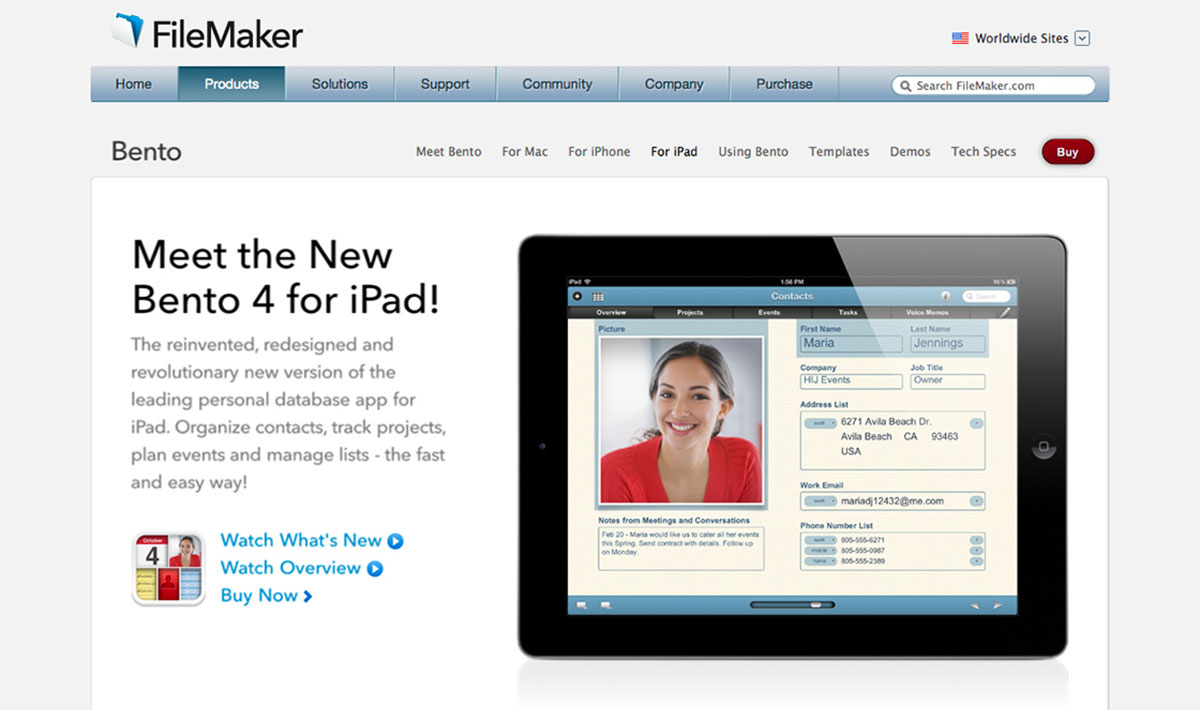 FileMaker
Worldwide Sites
Home Products Solutions Support Community Company Purchase Search FileMaker.com
Bento
Meet Bento For Mac For iPhone For iPad Using Bento Templates Demos Tech Specs Buy
Meet the New
Bento 4 for iPad!
The reinvented, redesigned and
revolutionary new version of the
leading personal database app for
iPad. Organize contacts, track projects,
plan events and manage lists - the fast
and easy way!
October
4
Watch What's New
Watch Overview
Buy Now
iPad 1:56 PM
Contacts Search
Overview Projects Events Tasks Voice Memos
Picture
Notes from Meetings and Conversations
Feb 20 - Maria would like us to cater all her events
this Spring. Send contract with details. Follow up
on Monday.
First Name Last Name
Maria Jennings
Company Job Title
HIJ Events Owner
Address List
work 6271 Avila Beach Dr.
Avila Beach CA 93463
USA
Work Email
work mariadj12432@me.com
Phone Number List
work 805-555-6271
mobile 805-555-0987
home 805-555-2389